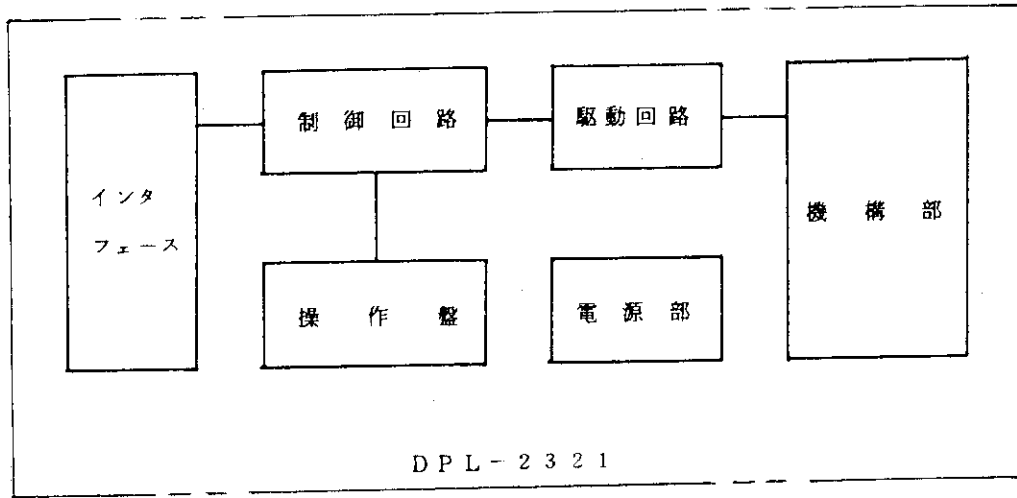 制御回路
駆動回路
インタ
フェース
機構部
操作盤
電源部
DPL-2321